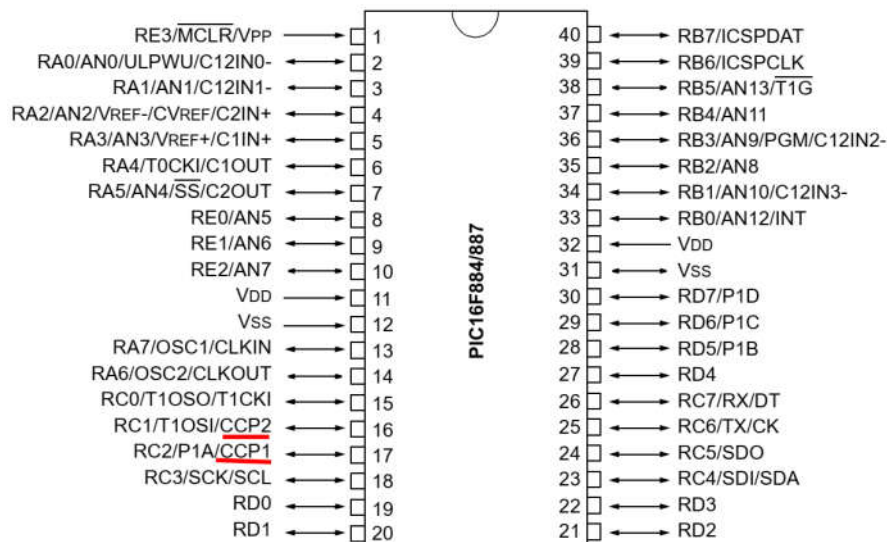 RE3/MCLR/VPP 1
RA0/AN0/ULPWU/C12IN0- 2
RA1/AN1/C12IN1- 3
RA2/AN2/VREF-/CVREF/C2IN+ 4
RA3/AN3/VREF+/C1IN+ 5
RA4/T0CKI/C1OUT 6
RA5/AN4/SS/C2OUT 7
RE0/AN5 8
RE1/AN6 9
RE2/AN7 10
VDD 11
VSS 12
RA7/OSC1/CLKIN 13
RA6/OSC2/CLKOUT 14
RC0/T1OSO/T1CKI 15
RC1/T1OSI/CCP2 16
RC2/P1A/CCP1 17
RC3/SCK/SCL 18
RD0 19
RD1 20
PIC16F884/887
40 RB7/ICSPDAT
39 RB6/ICSPCLK
38 RB5/AN13/T1G
37 RB4/AN11
36 RB3/AN9/PGM/C12IN2-
35 RB2/AN8
34 RB1/AN10/C12IN3-
33 RB0/AN12/INT
32 VDD
31 VSS
30 RD7/P1D
29 RD6/P1C
28 RD5/P1B
27 RD4
26 RC7/RX/DT
25 RC6/TX/CK
24 RC5/SDO
23 RC4/SDI/SDA
22 RD3
21 RD2